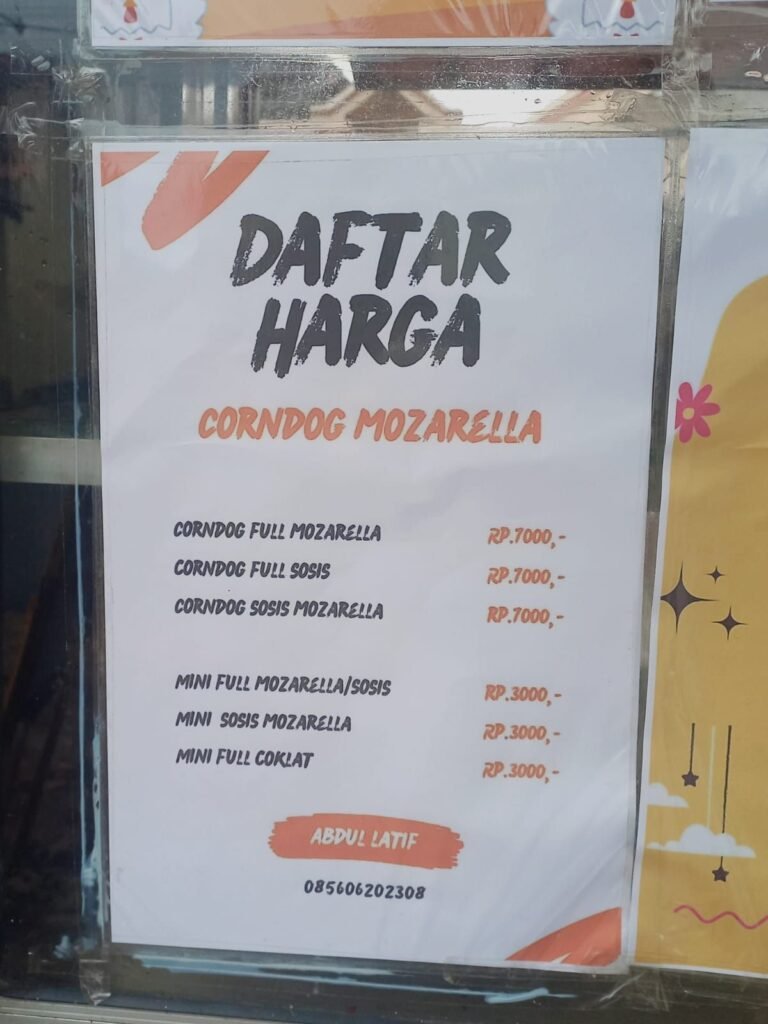 DAFTAR
HARGA
CORNDOG MOZARELLA
CORNDOG FULL MOZARELLA RP.7000,-
CORNDOG FULL SOSIS RP.7000,-
CORNDOG SOSIS MOZARELLA RP.7000,-
MINI FULL MOZARELLA/SOSIS RP.3000,-
MINI SOSIS MOZARELLA RP.3000,-
MINI FULL COKLAT RP.3000,-
ABDUL LATIF
085606202308